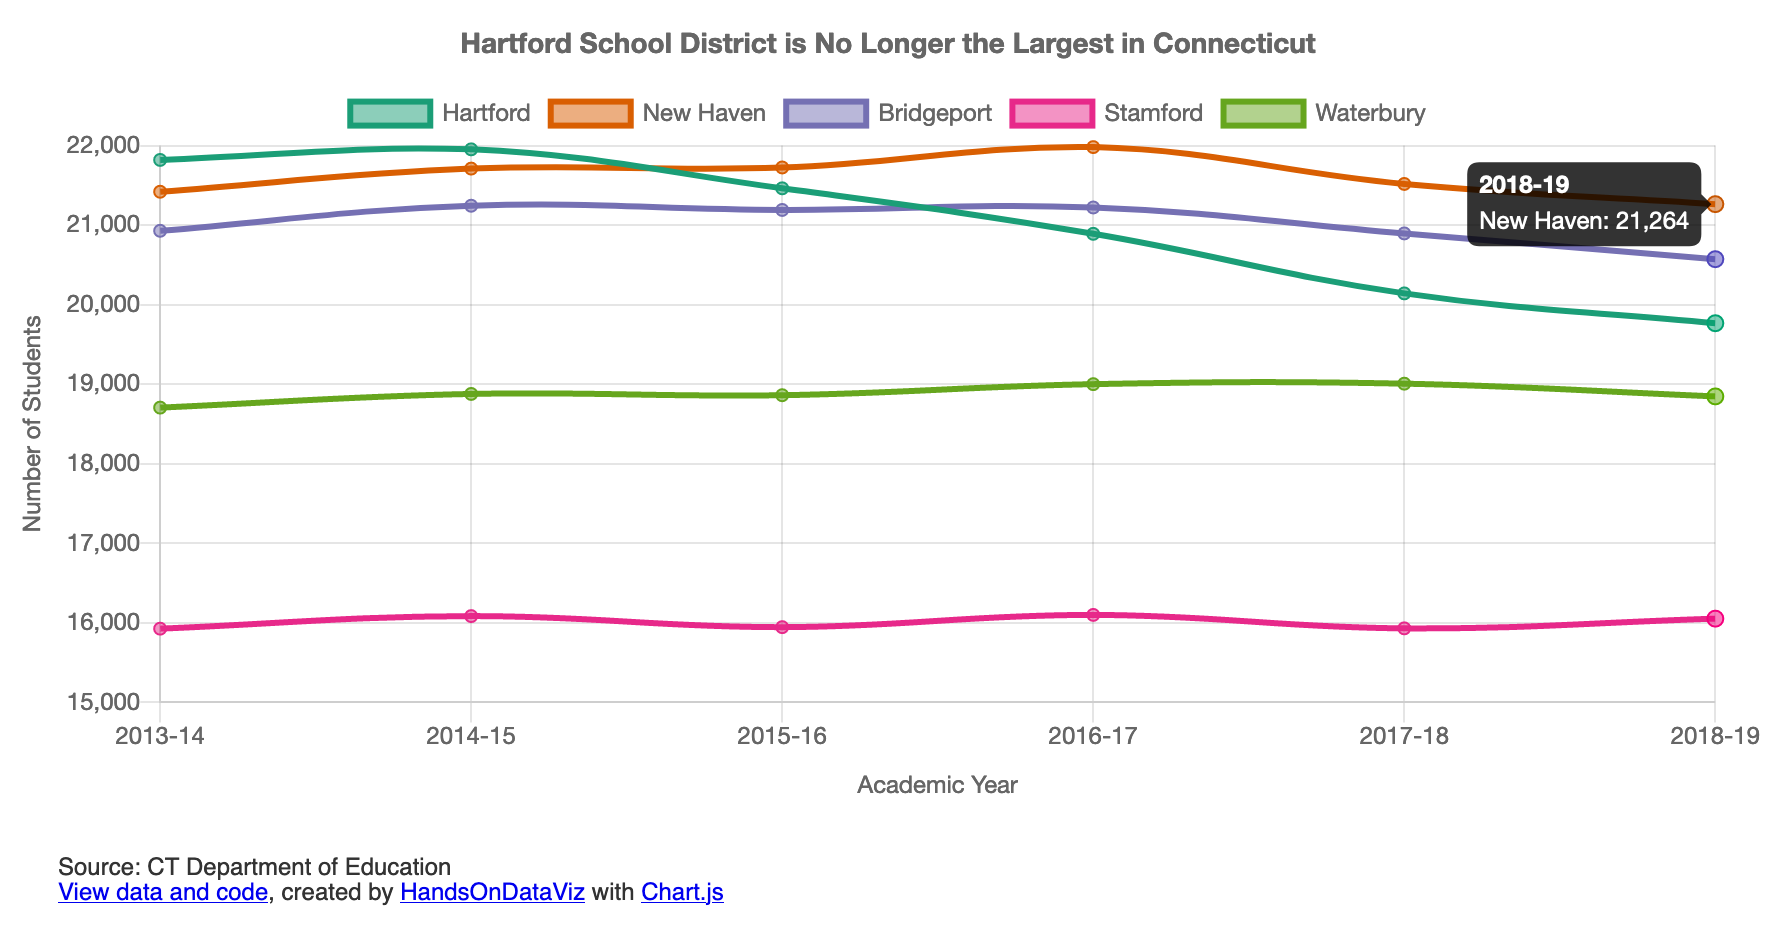 Hartford School District is No Longer the Largest in Connecticut
Hartford New Haven Bridgeport Stamford Waterbury
22,000
21,000
20,000
19,000
18,000
17,000
16,000
15,000
Number of Students
2018-19
New Haven: 21,264
2013-14 2014-15 2015-16 2016-17 2017-18 2018-19
Academic Year
Source: CT Department of Education
View data and code, created by HandsOnDataViz with Chart.js